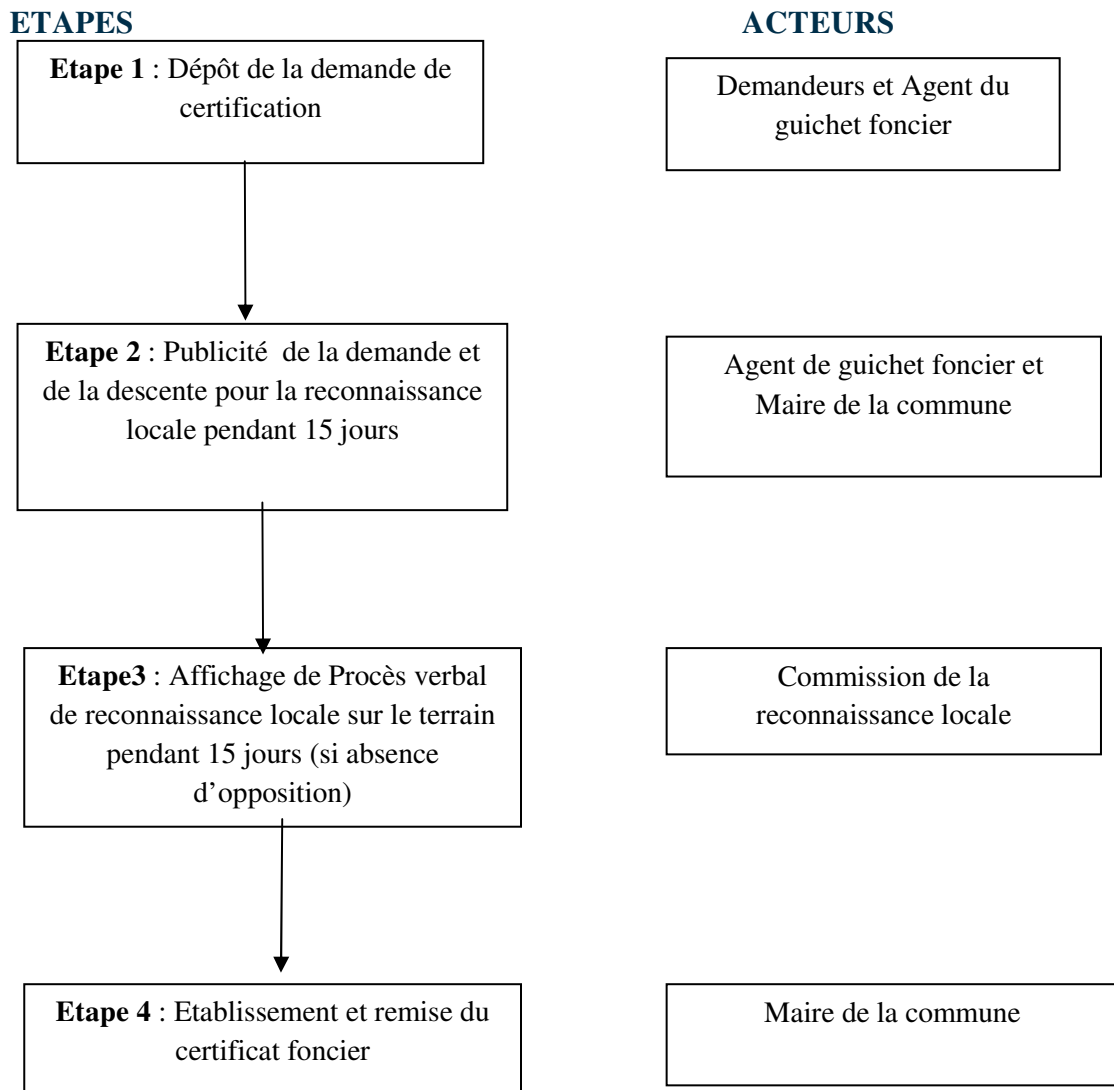 ETAPES
ACTEURS
Etape 1 : Dépôt de la demande de
certification
Demandeurs et Agent du
guichet foncier
Etape 2 : Publicité de la demande et
de la descente pour la reconnaissance
locale pendant 15 jours
Agent de guichet foncier et
Maire de la commune
Etape3 : Affichage de Procès verbal
de reconnaissance locale sur le terrain
pendant 15 jours (si absence
d’opposition)
Commission de la
reconnaissance locale
Etape 4 : Etablissement et remise du
certificat foncier
Maire de la commune